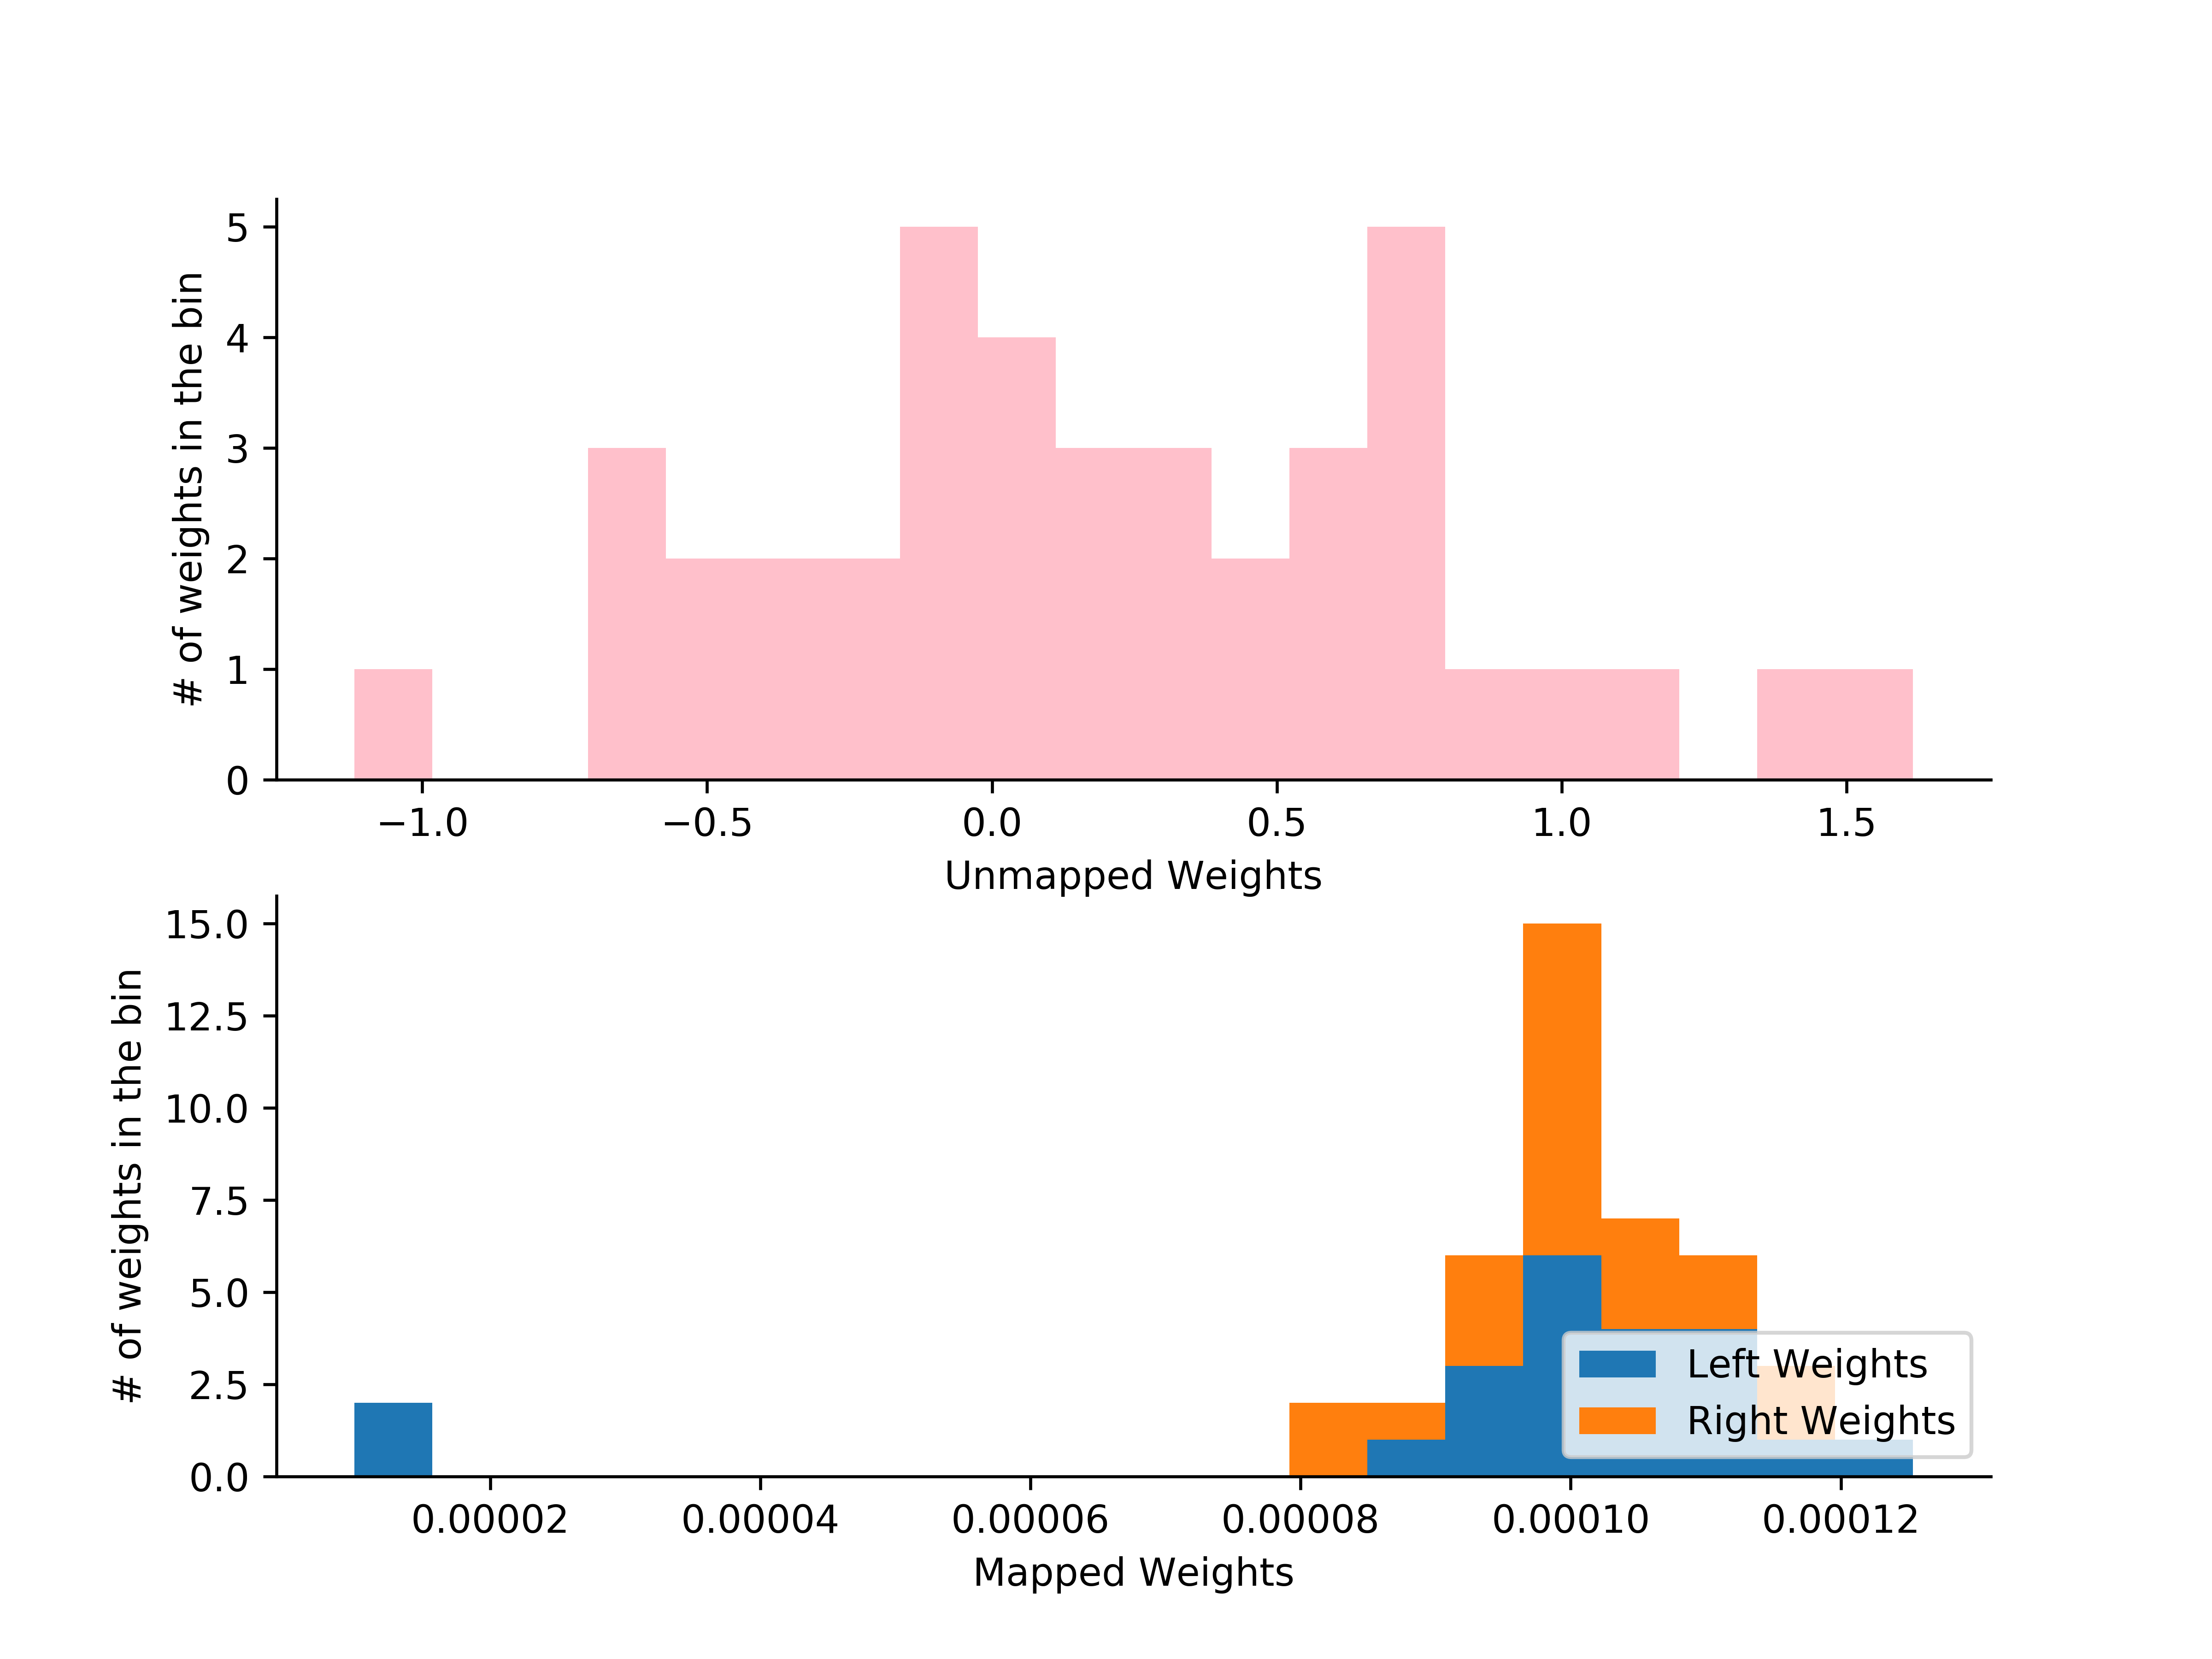 5
4
3
2
1
0
# of weights in the bin
−1.0 −0.5 0.0 0.5 1.0 1.5
Unmapped Weights
15.0
12.5
10.0
7.5
5.0
2.5
0.0
# of weights in the bin
Left Weights
Right Weights
0.00002 0.00004 0.00006 0.00008 0.00010 0.00012
Mapped Weights